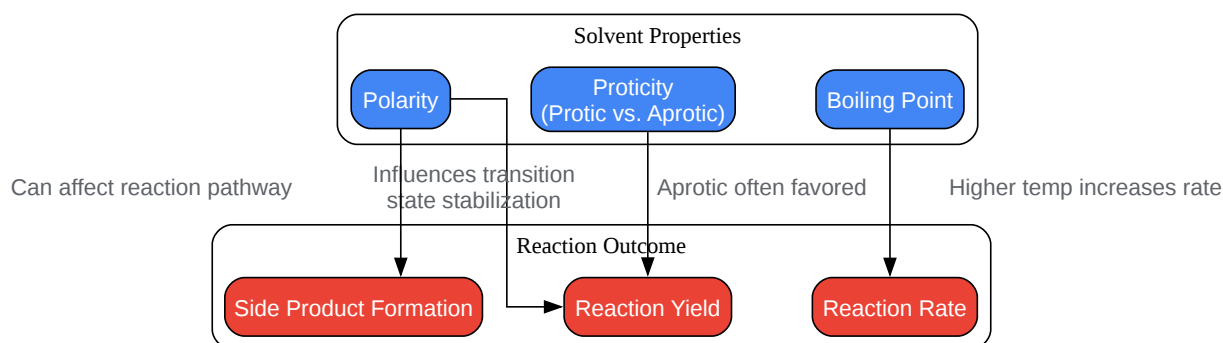 Solvent Properties
Polarity
Proticity
(Protic vs. Aprotic)
Boiling Point
Can affect reaction pathway
Influences transition
state stabilization
Aprotic often favored
Higher temp increases rate
Reaction Outcome
Side Product Formation
Reaction Yield
Reaction Rate